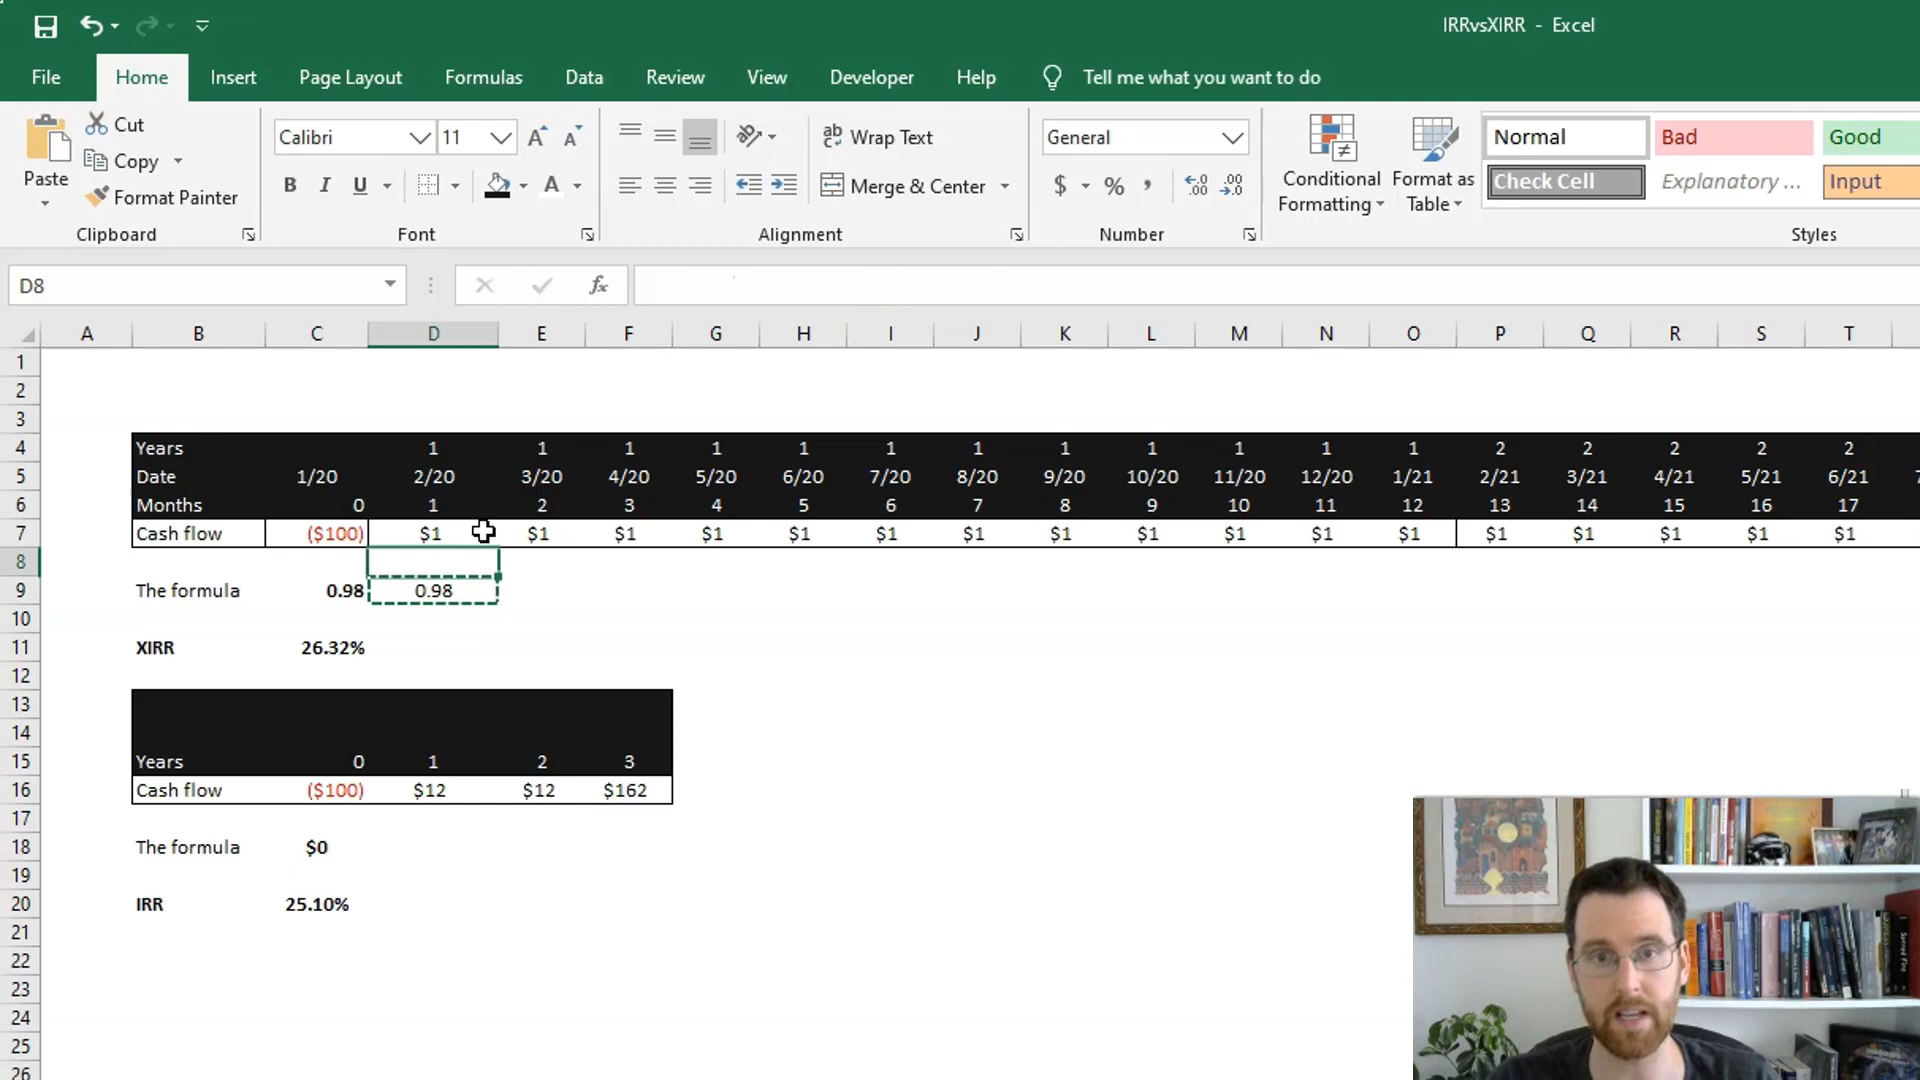 IRRvsXIRR - Excel
File Home Insert Page Layout Formulas Data Review View Developer Help Tell me what you want to do
Paste
Cut
Copy
Format Painter
Clipboard
Calibri 11
B I U
Font
Wrap Text
Merge & Center
Alignment
General
$ % ,
Number
Conditional Formatting
Format as Table
Normal Bad Good
Check Cell Explanatory ... Input
Styles
D8
fx
A B C D E F G H I J K L M N O P Q R S T
1
2
3
4 Years 1 1 1 1 1 1 1 1 1 1 1 1 2 2 2 2 2
5 Date 1/20 2/20 3/20 4/20 5/20 6/20 7/20 8/20 9/20 10/20 11/20 12/20 1/21 2/21 3/21 4/21 5/21 6/21
6 Months 0 1 2 3 4 5 6 7 8 9 10 11 12 13 14 15 16 17
7 Cash flow ($100) $1 $1 $1 $1 $1 $1 $1 $1 $1 $1 $1 $1 $1 $1 $1 $1 $1
8
9 The formula 0.98 0.98
10
11 XIRR 26.32%
12
13
14
15 Years 0 1 2 3
16 Cash flow ($100) $12 $12 $162
17
18 The formula $0
19
20 IRR 25.10%
21
22
23
24
25
26